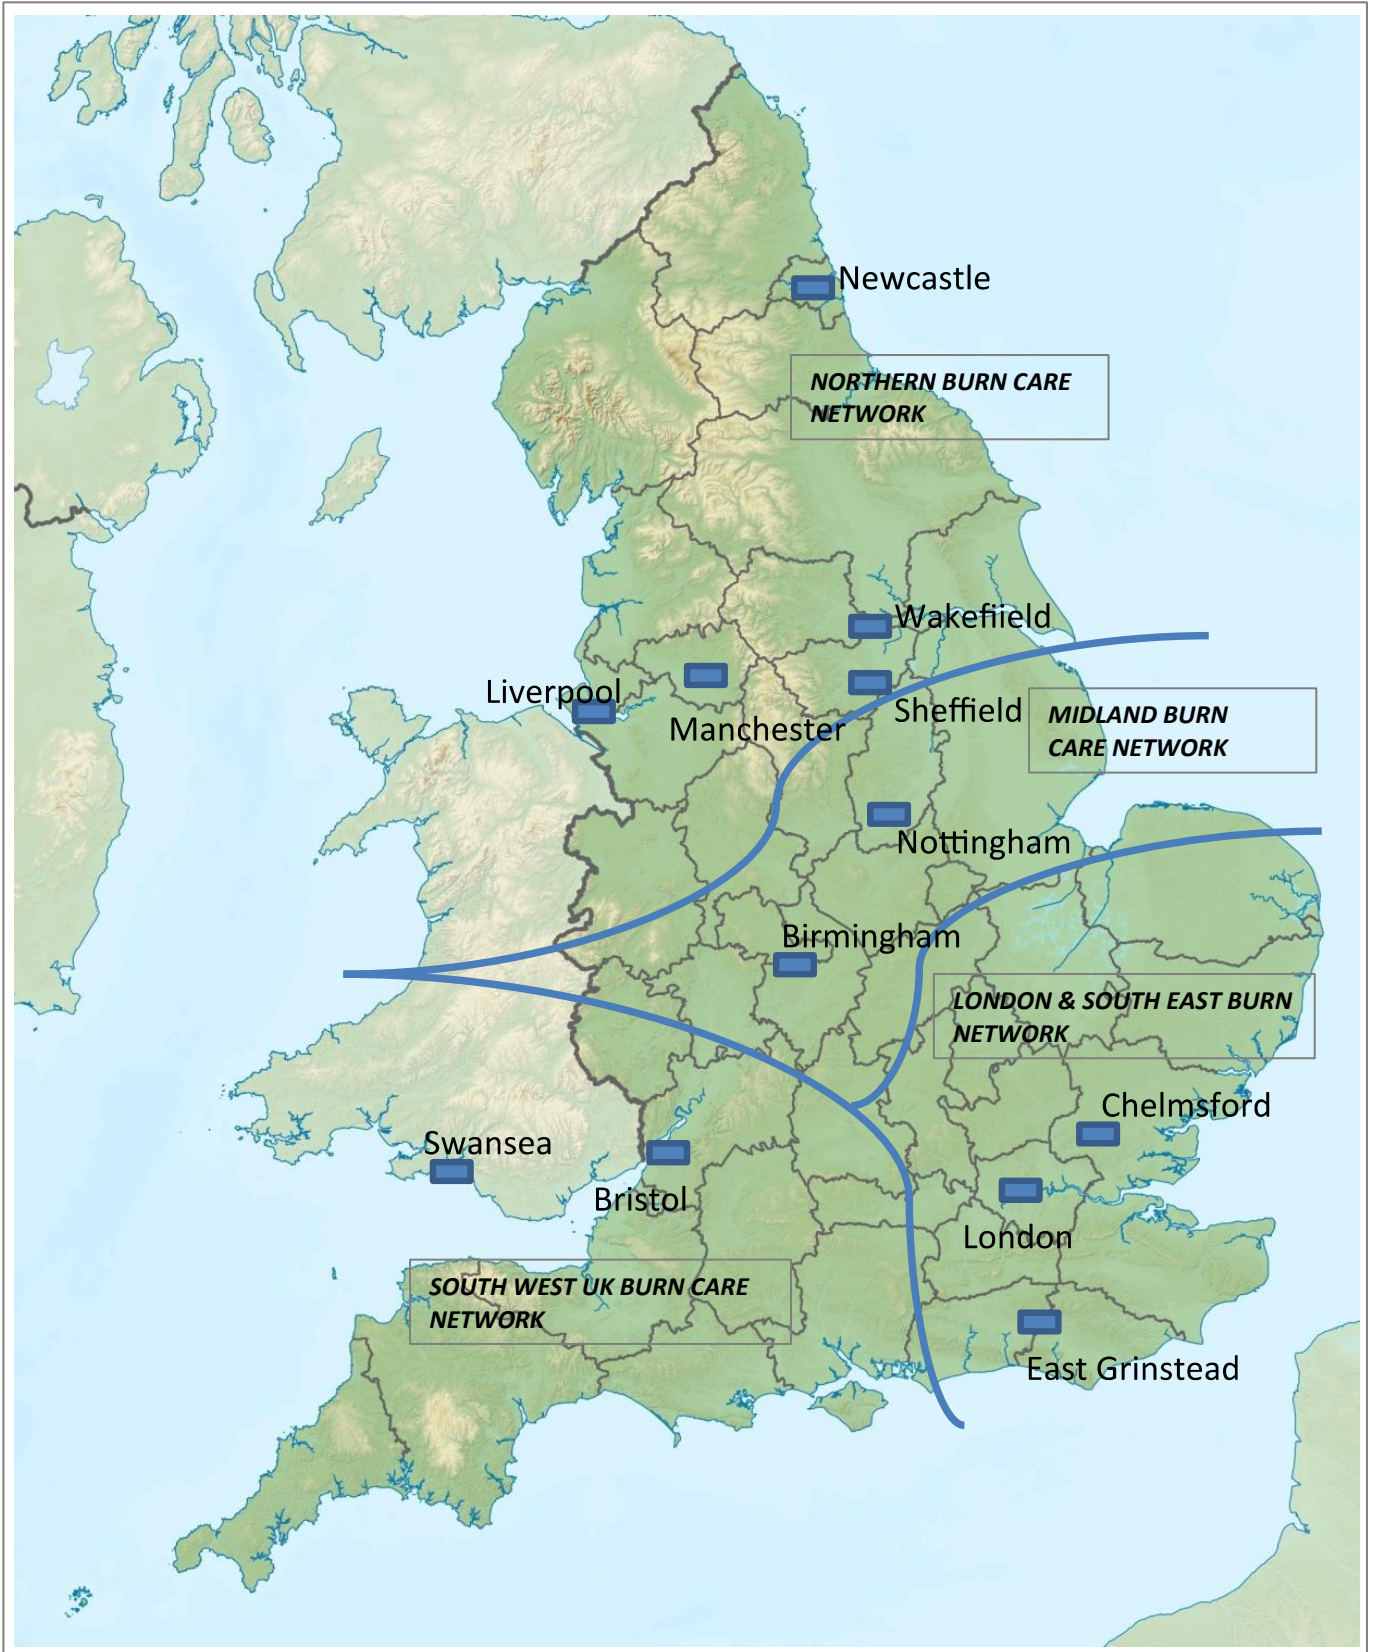 Newcastle
NORTHERN BURN CARE
NETWORK
Wakefiield
Liverpool
Sheffield
Manchester
MIDLAND BURN
CARE NETWORK
Nottingham
Birmingham
LONDON & SOUTH EAST BURN
NETWORK
Chelmsford
Swansea
Bristol
London
SOUTH WEST UK BURN CARE
NETWORK
East Grinstead